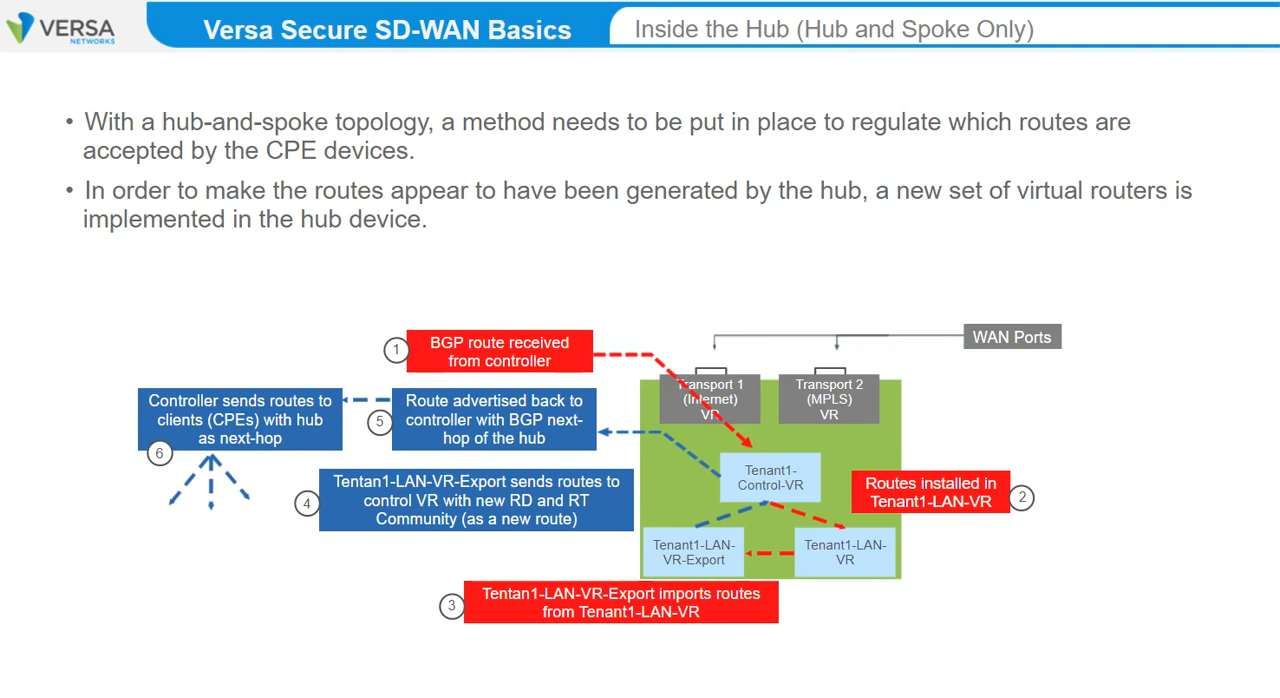 VERSA
NETWORKS
Versa Secure SD-WAN Basics
Inside the Hub (Hub and Spoke Only)
• With a hub-and-spoke topology, a method needs to be put in place to regulate which routes are
accepted by the CPE devices.
• In order to make the routes appear to have been generated by the hub, a new set of virtual routers is
implemented in the hub device.
1
BGP route received
from controller
WAN Ports
Transport 1
(Internet)
VR
Transport 2
(MPLS)
VR
Controller sends routes to
clients (CPEs) with hub
as next-hop
6
5
Route advertised back to
controller with BGP next-
hop of the hub
4
Tentan1-LAN-VR-Export sends routes to
control VR with new RD and RT
Community (as a new route)
Tenant1-
Control-VR
Routes installed in
Tenant1-LAN-VR
2
Tenant1-LAN-
VR-Export
Tenant1-LAN-
VR
3
Tentan1-LAN-VR-Export imports routes
from Tenant1-LAN-VR